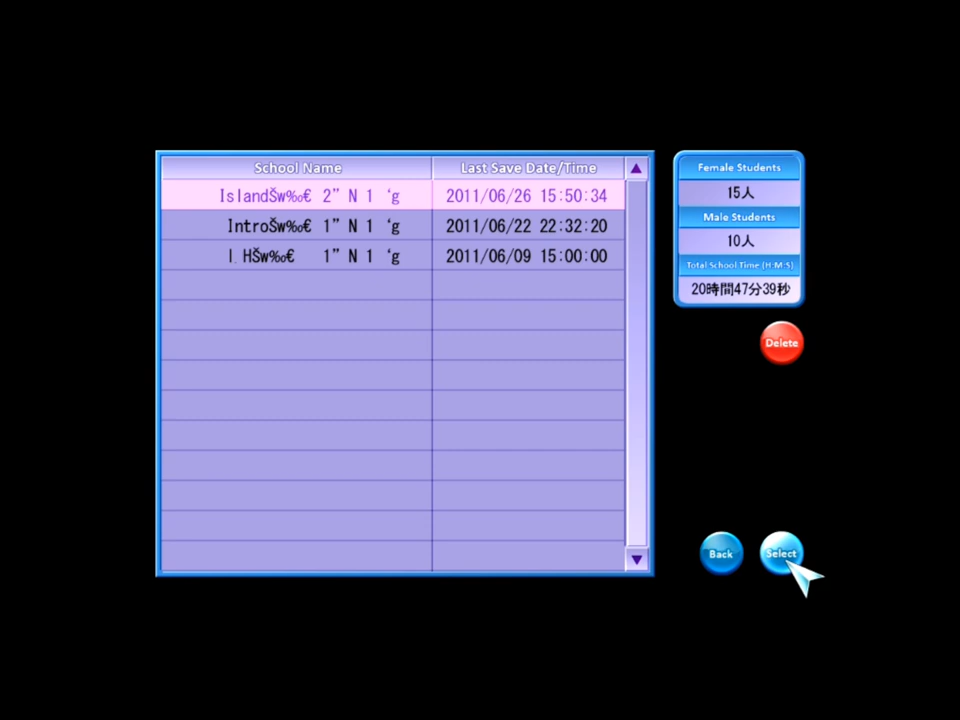 School Name Last Save Date/Time
IslandŠw‰€ 2” N 1 ‘g 2011/06/26 15:50:34
IntroŠw‰€ 1” N 1 ‘g 2011/06/22 22:32:20
I.HŠw‰€ 1” N 1 ‘g 2011/06/09 15:00:00
Female Students
15人
Male Students
10人
Total School Time (H:M:S)
20時間47分39秒
Delete
Back Select